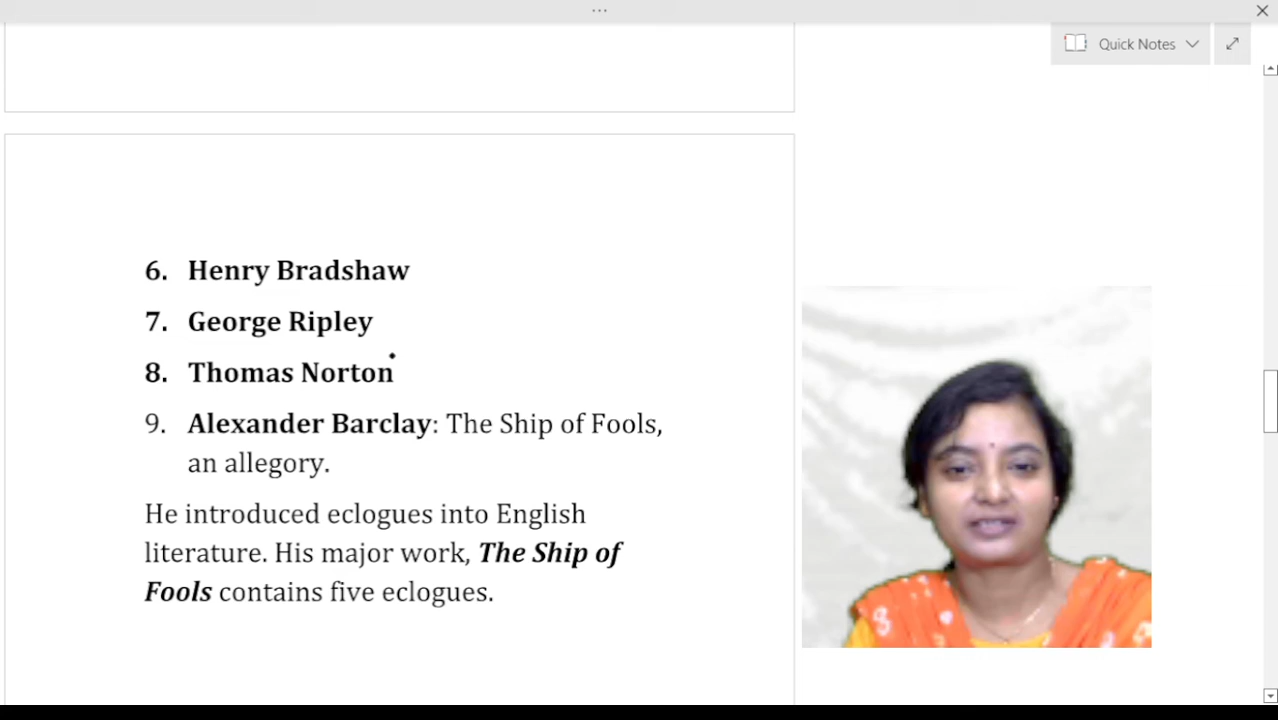 ...
Quick Notes
6. Henry Bradshaw
7. George Ripley
8. Thomas Norton
9. Alexander Barclay: The Ship of Fools,
an allegory.
He introduced eclogues into English
literature. His major work, The Ship of
Fools contains five eclogues.